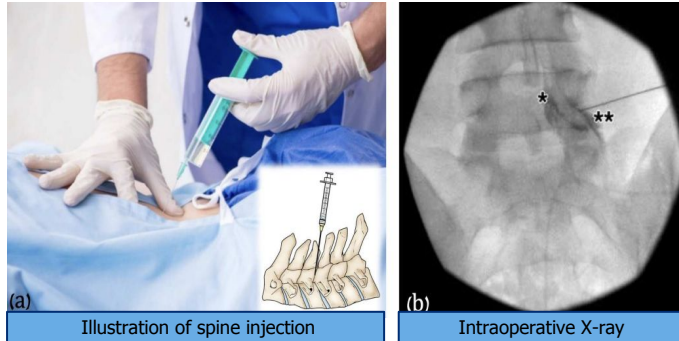 *
**
(a)
(b)
Illustration of spine injection
Intraoperative X-ray